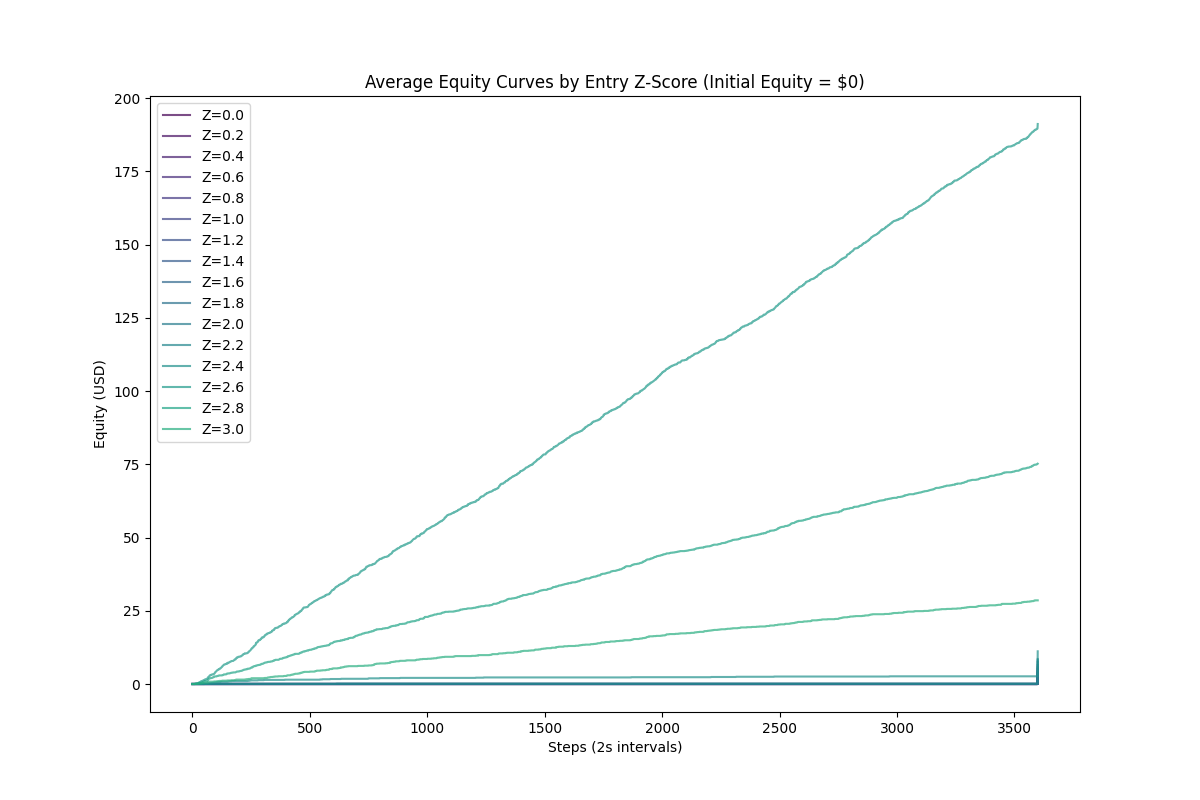 Average Equity Curves by Entry Z-Score (Initial Equity = $0)
Z=0.0
Z=0.2
Z=0.4
Z=0.6
Z=0.8
Z=1.0
Z=1.2
Z=1.4
Z=1.6
Z=1.8
Z=2.0
Z=2.2
Z=2.4
Z=2.6
Z=2.8
Z=3.0
Equity (USD)
200
175
150
125
100
75
50
25
0
0 500 1000 1500 2000 2500 3000 3500
Steps (2s intervals)